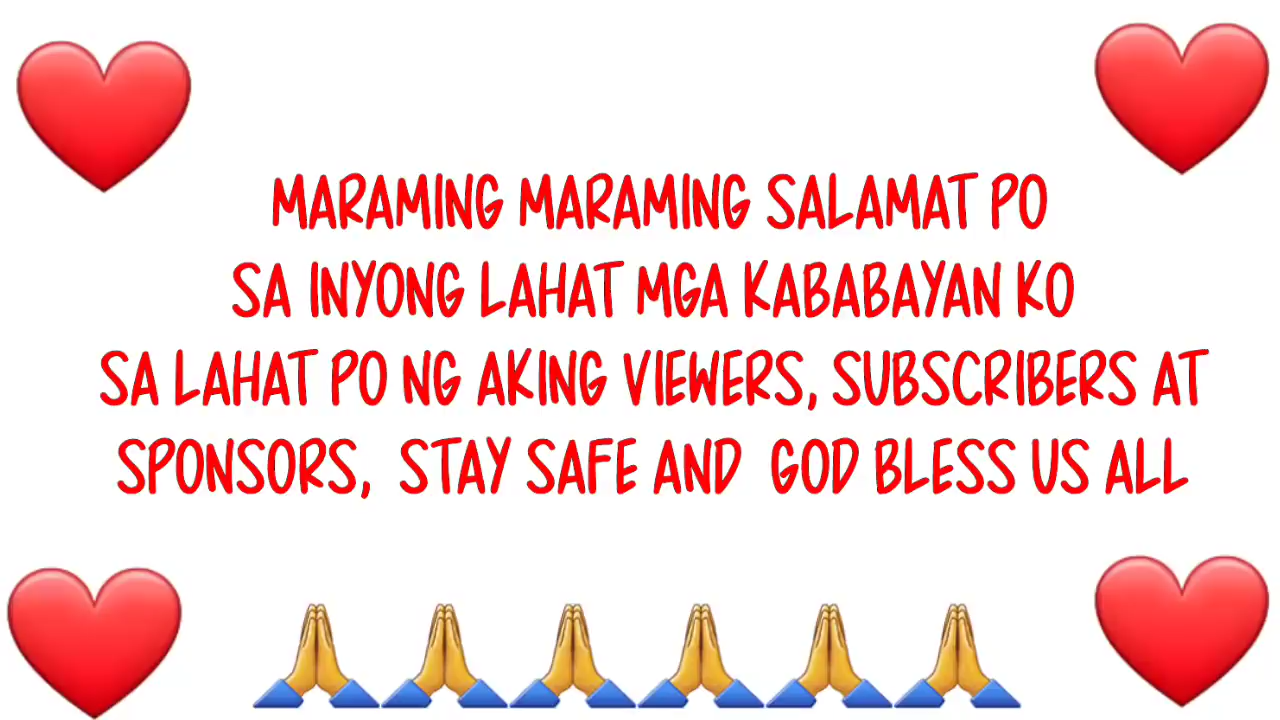 MARAMING MARAMING SALAMAT PO
SA INYONG LAHAT MGA KABABAYAN KO
SA LAHAT PO NG AKING VIEWERS, SUBSCRIBERS AT
SPONSORS, STAY SAFE AND GOD BLESS US ALL